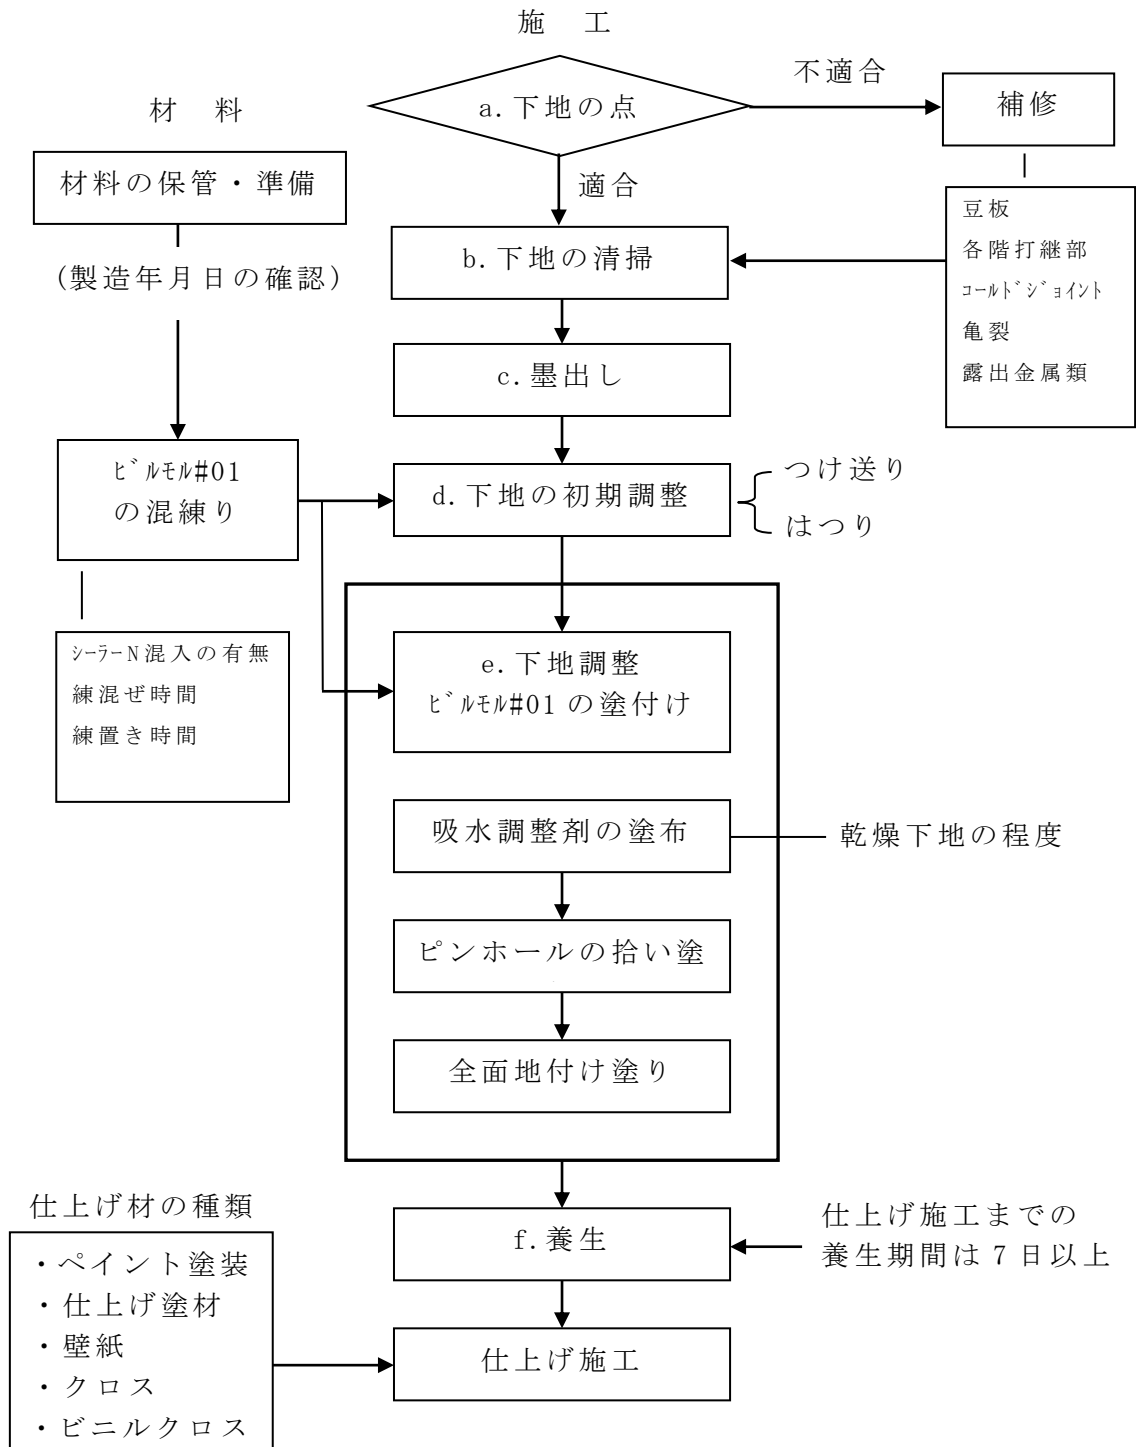 施 工
a.下地の点
不適合
補修
材 料
材料の保管・準備
適合
豆板
各階打継部
コールドジョイント
亀裂
露出金属類
b.下地の清掃
(製造年月日の確認)
c.墨出し
ビルモル#01
の混練り
d.下地の初期調整
つけ送り
はつり
シーラーN混入の有無
練混ぜ時間
練置き時間
e.下地調整
ビルモル#01の塗付け
吸水調整剤の塗布
乾燥下地の程度
ピンホールの拾い塗
全面地付け塗り
仕上げ材の種類
・ペイント塗装
・仕上げ塗材
・壁紙
・クロス
・ビニルクロス
f.養生
仕上げ施工までの
養生期間は7日以上
仕上げ施工